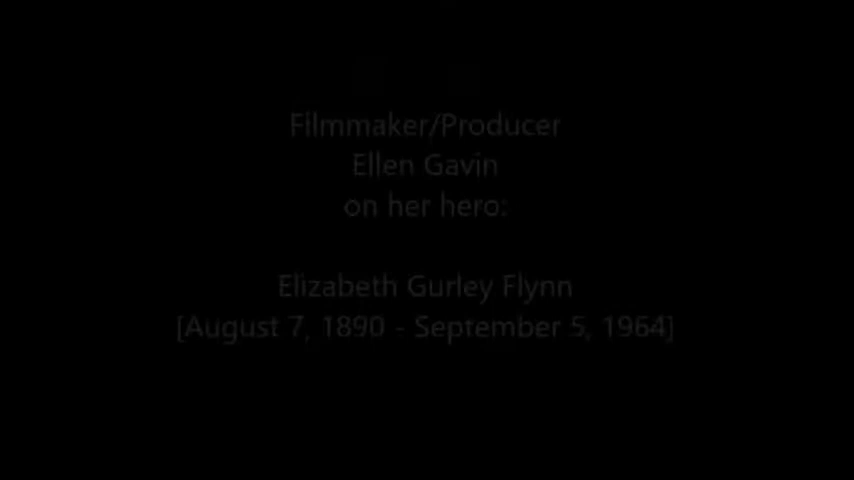 Filmmaker/Producer
Ellen Gavin
on her hero:
Elizabeth Gurley Flynn
[August 7, 1890 - September 5, 1964]